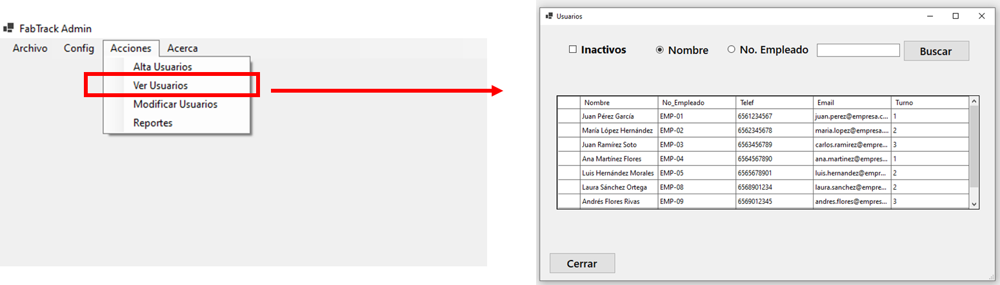 FabTrack Admin
Archivo Config Acciones Acerca
Alta Usuarios
Ver Usuarios
Modificar Usuarios
Reportes
Usuarios
Inactivos Nombre No. Empleado Buscar
Nombre No_Empleado Telef Email Turno
Juan Pérez García EMP-01 6561234567 juan.perez@empresa.c... 1
María López Hernández EMP-02 6562345678 maria.lopez@empresa.... 2
Juan Ramírez Soto EMP-03 6563456789 carlos.ramirez@empre... 3
Ana Martínez Flores EMP-04 6564567890 ana.martinez@empres... 1
Luis Hernández Morales EMP-05 6565678901 luis.hernandez@empr... 2
Laura Sánchez Ortega EMP-08 6568901234 laura.sanchez@empre... 2
Andrés Flores Rivas EMP-09 6569012345 andres.flores@empres... 3
Cerrar